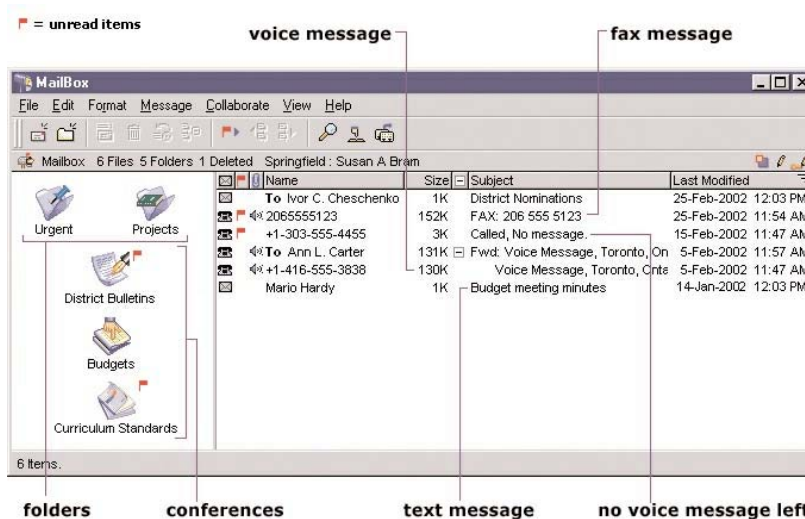 = unread items
voice message
fax message
MailBox
File Edit Format Message Collaborate View Help
Mailbox 6 Files 5 Folders 1 Deleted Springfield : Susan A Bram
Name Size Subject Last Modified
To Ivor C. Cheschenko 1K District Nominations 25-Feb-2002 12:03 PM
2065555123 152K FAX: 206 555 5123 25-Feb-2002 11:54 AM
+1-303-555-4455 3K Called, No message. 15-Feb-2002 11:47 AM
To Ann L. Carter 131K Fwd: Voice Message, Toronto, On 5-Feb-2002 11:57 AM
+1-416-555-3838 130K Voice Message, Toronto, Onta 5-Feb-2002 11:47 AM
Mario Hardy 1K Budget meeting minutes 14-Jan-2002 12:03 PM
Urgent Projects
District Bulletins
Budgets
Curriculum Standards
6 Items.
folders conferences text message no voice message left